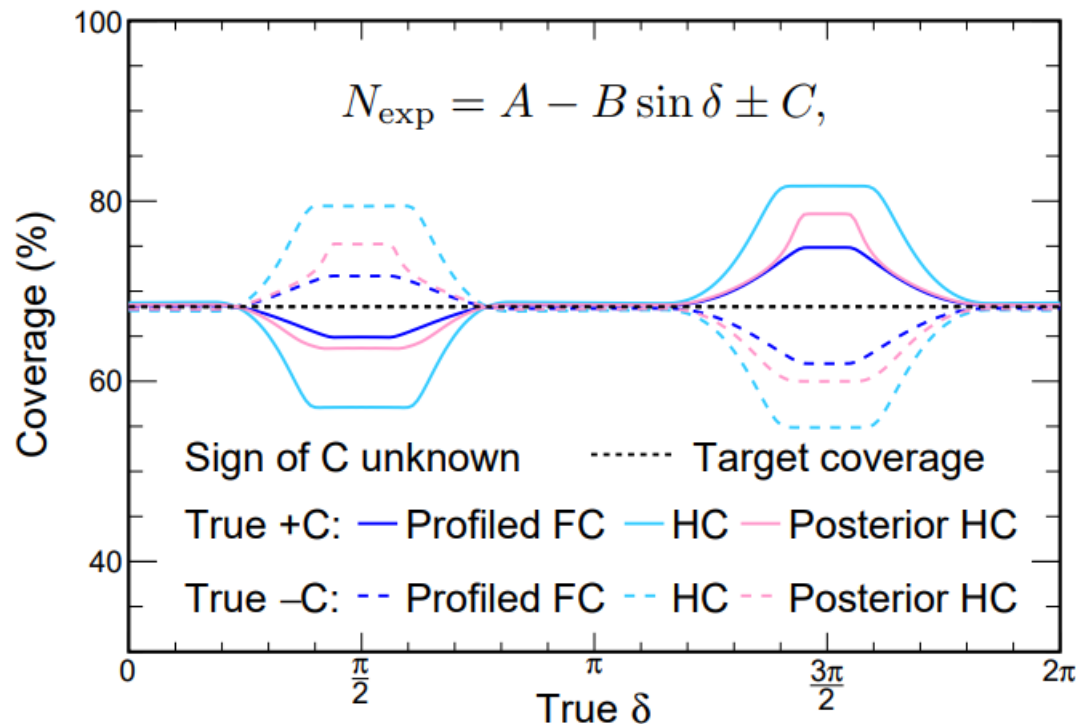 100
N_exp = A − B sin δ ± C,
80
Coverage (%)
60
Sign of C unknown Target coverage
True +C: Profiled FC HC Posterior HC
40
True –C: Profiled FC HC Posterior HC
0 π/2 π 3π/2 2π
True δ